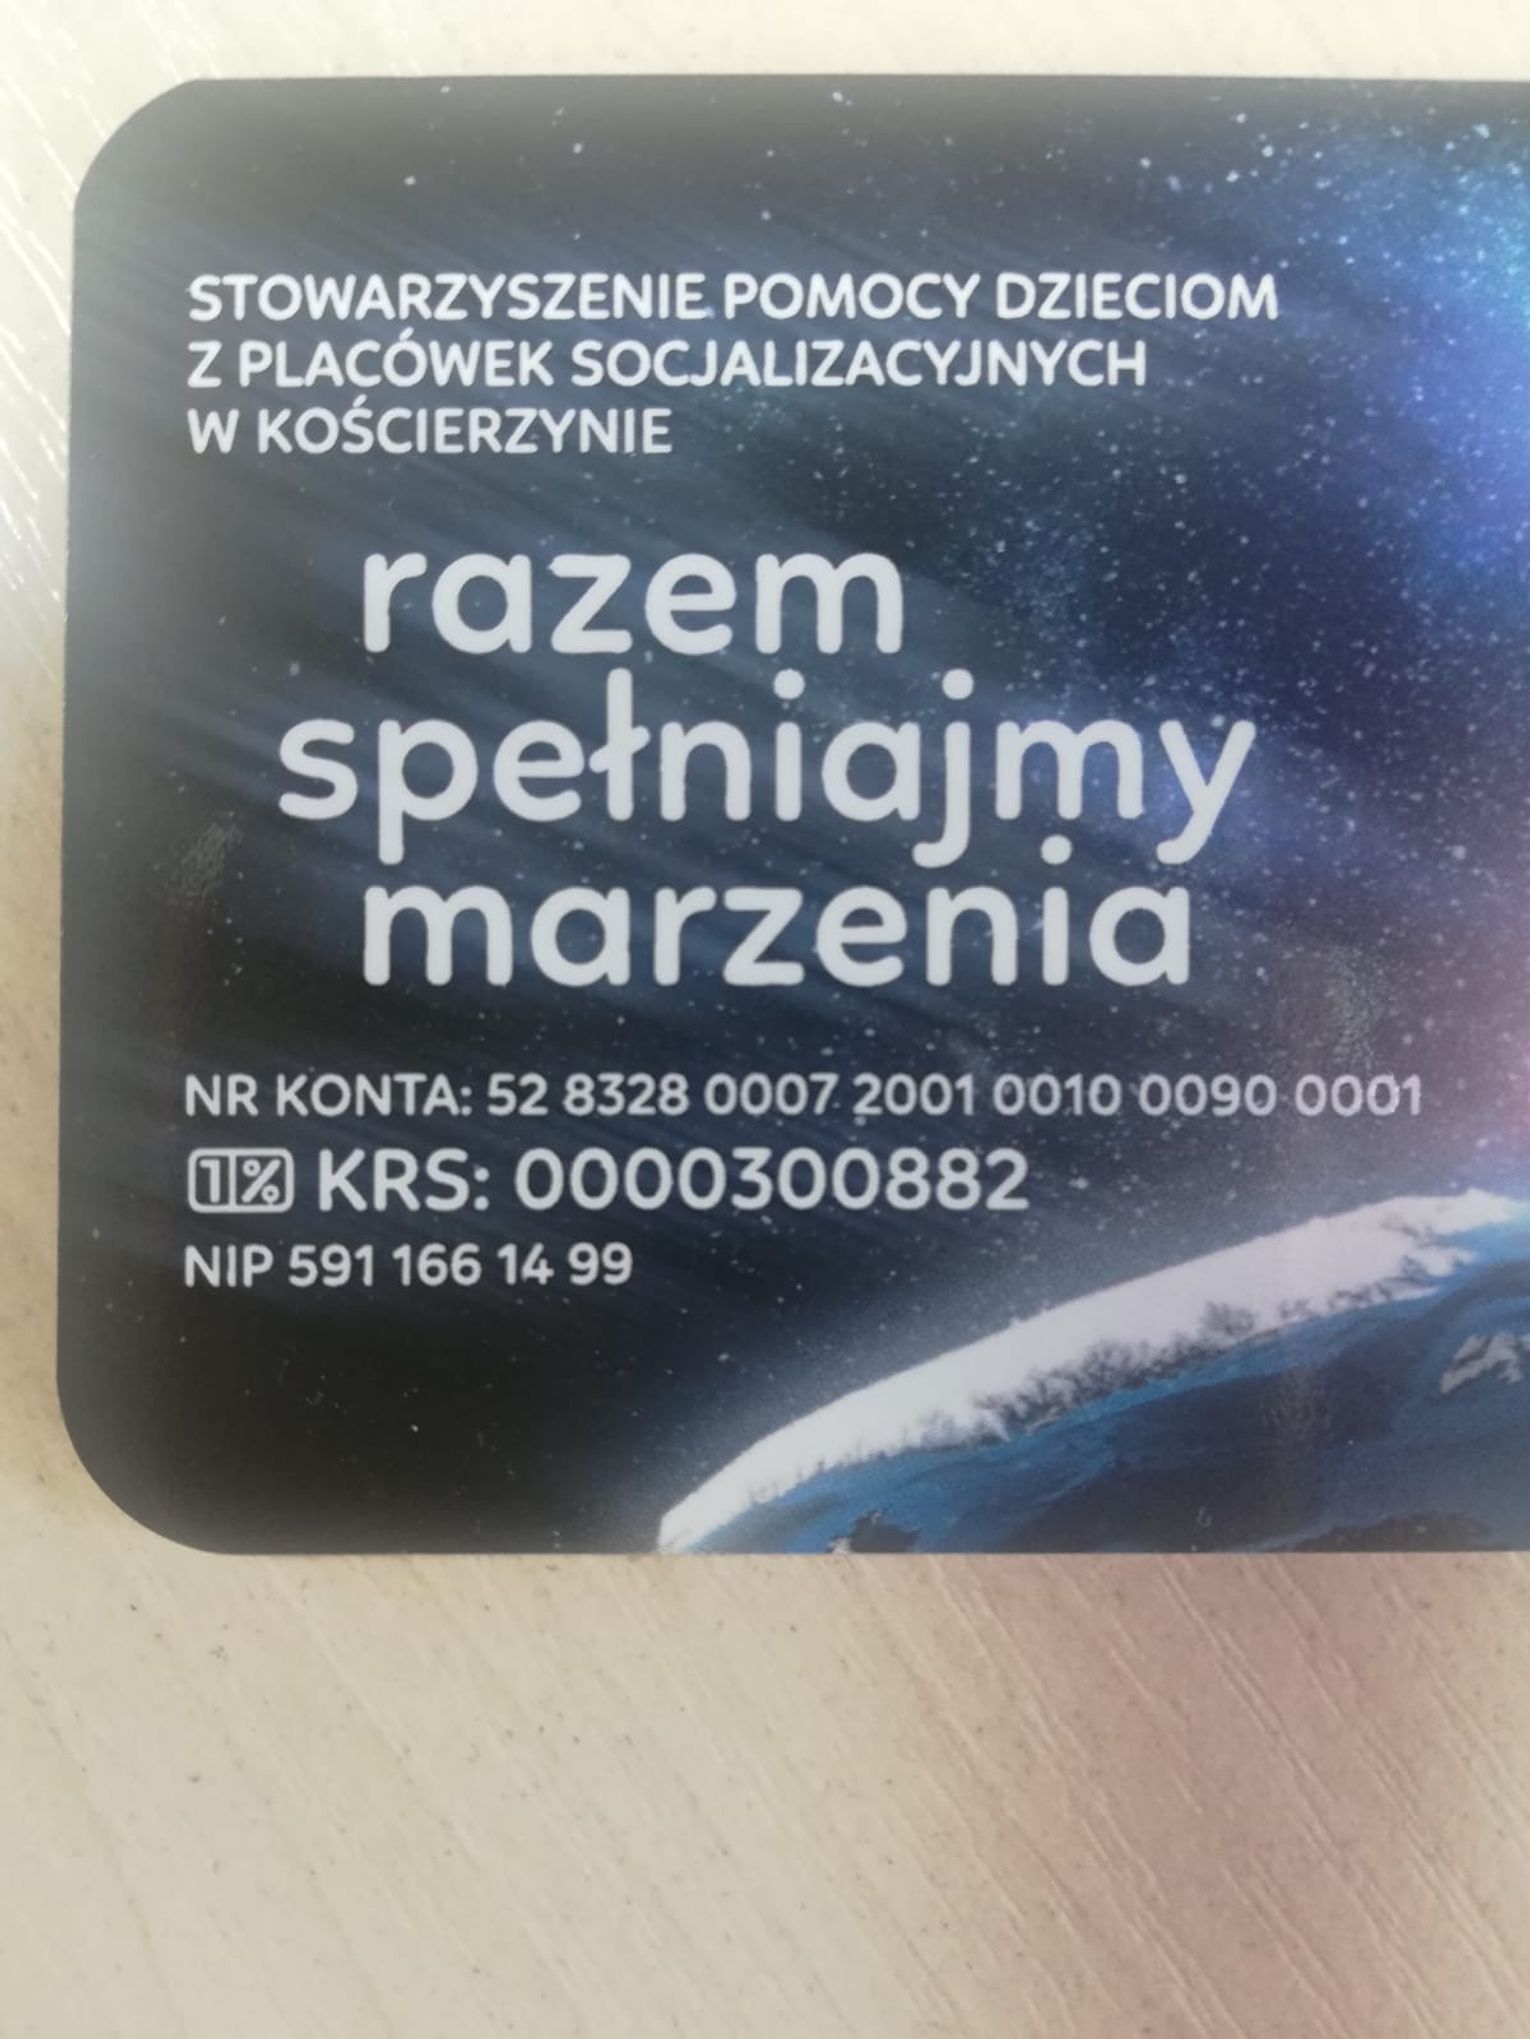 STOWARZYSZENIE POMOCY DZIECIOM
Z PLACÓWEK SOCJALIZACYJNYCH
W KOŚCIERZYNIE
razem
spełniajmy
marzenia
NR KONTA: 52 8328 0007 2001 0010 0090 0001
1% KRS: 0000300882
NIP 591 166 14 99